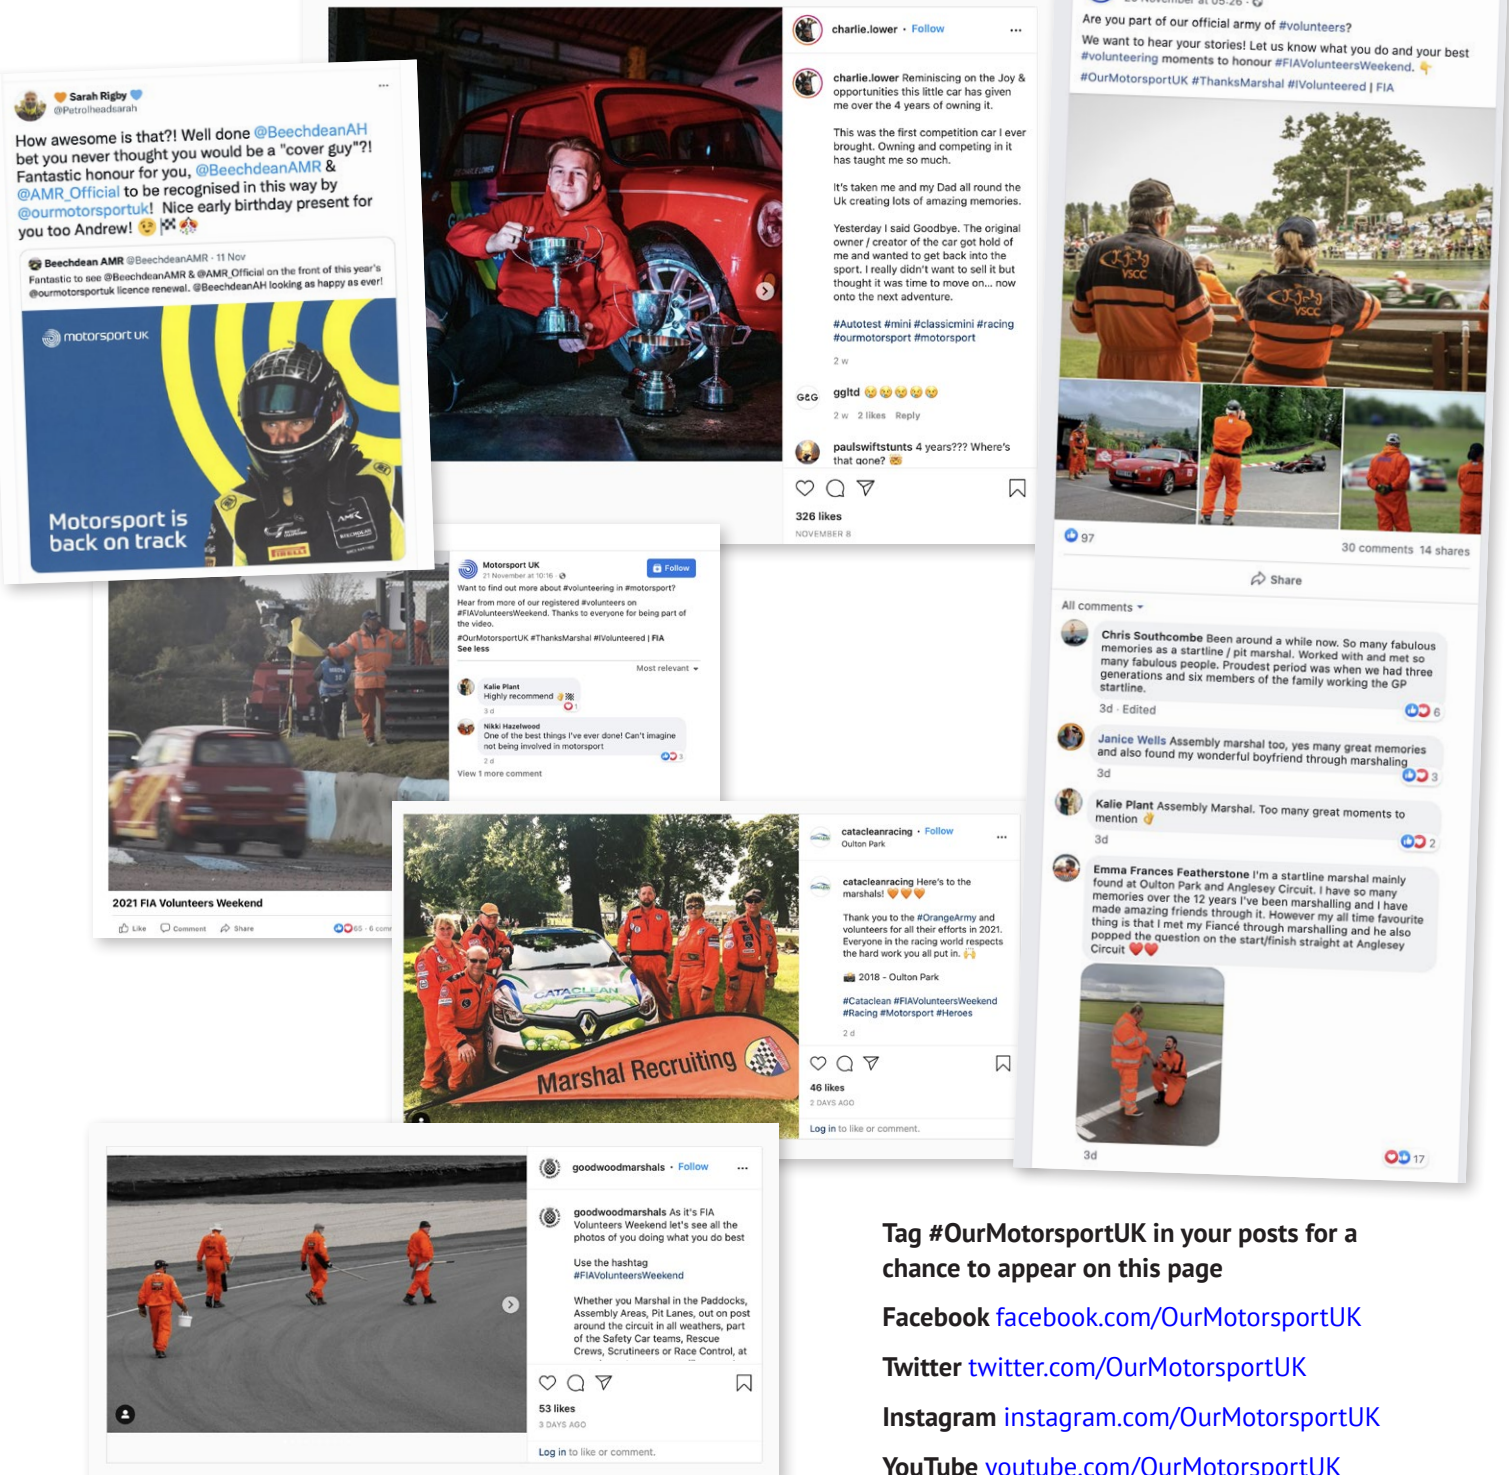 Sarah Rigby
@Petrolheadsarah
How awesome is that?! Well done @BeechdeanAH
bet you never thought you would be a "cover guy"?!
Fantastic honour for you, @BeechdeanAMR &
@AMR_Official to be recognised in this way by
@ourmotorsportuk! Nice early birthday present for
you too Andrew! 😉🏁🎊
Beechdean AMR @BeechdeanAMR · 11 Nov
Fantastic to see @BeechdeanAMR & @AMR_Official on the front of this year's
@ourmotorsportuk licence renewal. @BeechdeanAH looking as happy as ever!
motorsport UK
AMR
PIRELLI
Motorsport is
back on track
charlie.lower · Follow
charlie.lower Reminiscing on the Joy &
opportunities this little car has given
me over the 4 years of owning it.
This was the first competition car I ever
brought. Owning and competing in it
has taught me so much.
It's taken me and my Dad all round the
Uk creating lots of amazing memories.
Yesterday I said Goodbye. The original
owner / creator of the car got hold of
me and wanted to get back into the
sport. I really didn't want to sell it but
thought it was time to move on... now
onto the next adventure.
#Autotest #mini #classicmini #racing
#ourmotorsport #motorsport
2 w
G&G
ggltd 😢😢😢😢😢
2 w 2 likes Reply
paulswiftstunts 4 years??? Where's
that gone? 🤯
326 likes
NOVEMBER 8
November at 05:26
Are you part of our official army of #volunteers?
We want to hear your stories! Let us know what you do and your best
#volunteering moments to honour #FIAVolunteersWeekend. 👇
#OurMotorsportUK #ThanksMarshal #IVolunteered | FIA
VSCC
VSCC
97
30 comments 14 shares
Share
All comments
Chris Southcombe Been around a while now. So many fabulous
memories as a startline / pit marshal. Worked with and met so
many fabulous people. Proudest period was when we had three
generations and six members of the family working the GP
startline.
3d · Edited
6
Janice Wells Assembly marshal too, yes many great memories
and also found my wonderful boyfriend through marshaling
3d
3
Kalie Plant Assembly Marshal. Too many great moments to
mention 👌
3d
2
Emma Frances Featherstone I'm a startline marshal mainly
found at Oulton Park and Anglesey Circuit. I have so many
memories over the 12 years I've been marshalling and I have
made amazing friends through it. However my all time favourite
thing is that I met my Fiancé through marshalling and he also
popped the question on the start/finish straight at Anglesey
Circuit ❤️❤️
3d
17
Motorsport UK
21 November at 10:16
Follow
Want to find out more about #volunteering in #motorsport?
Hear from more of our registered #volunteers on
#FIAVolunteersWeekend. Thanks to everyone for being part of
the video.
#OurMotorsportUK #ThanksMarshal #IVolunteered | FIA
See less
Most relevant
Kalie Plant
Highly recommend 👌🏁
3 d
1
Nikki Hazelwood
One of the best things I've ever done! Can't imagine
not being involved in motorsport
2 d
3
View 1 more comment
2021 FIA Volunteers Weekend
Like Comment Share
65 · 6 com
CATACLEAN
Marshal Recruiting
catacleanracing · Follow
Oulton Park
catacleanracing Here's to the
marshals! 🧡🧡🧡
Thank you to the #OrangeArmy and
volunteers for all their efforts in 2021.
Everyone in the racing world respects
the hard work you all put in. 🙌
📸 2018 - Oulton Park
#Cataclean #FIAVolunteersWeekend
#Racing #Motorsport #Heroes
2 d
46 likes
2 DAYS AGO
Log in to like or comment.
goodwoodmarshals · Follow
goodwoodmarshals As it's FIA
Volunteers Weekend let's see all the
photos of you doing what you do best
Use the hashtag
#FIAVolunteersWeekend
Whether you Marshal in the Paddocks,
Assembly Areas, Pit Lanes, out on post
around the circuit in all weathers, part
of the Safety Car teams, Rescue
Crews, Scrutineers or Race Control, at
53 likes
3 DAYS AGO
Log in to like or comment.
Tag #OurMotorsportUK in your posts for a
chance to appear on this page
Facebook facebook.com/OurMotorsportUK
Twitter twitter.com/OurMotorsportUK
Instagram instagram.com/OurMotorsportUK
YouTube youtube.com/OurMotorsportUK